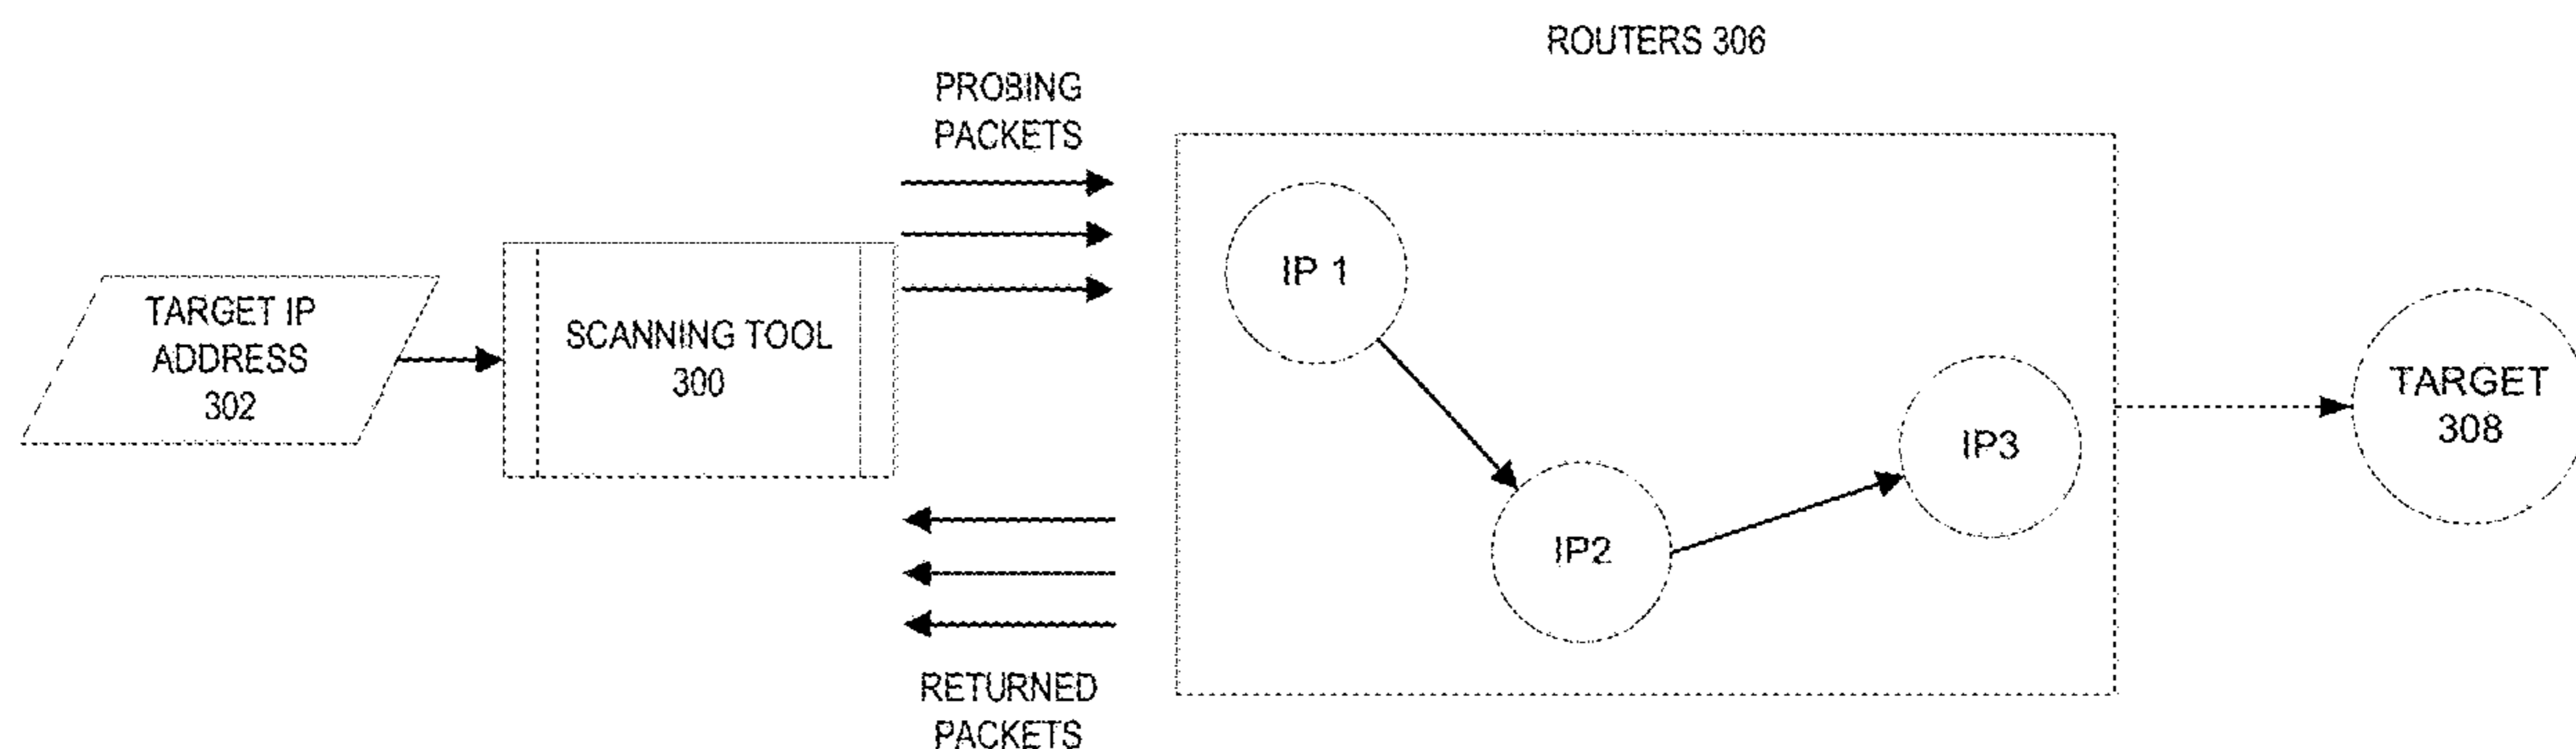 ROUTERS 306
PROBING
PACKETS
TARGET IP
ADDRESS
302
SCANNING TOOL
300
IP 1
IP2
IP3
TARGET
308
RETURNED
PACKETS